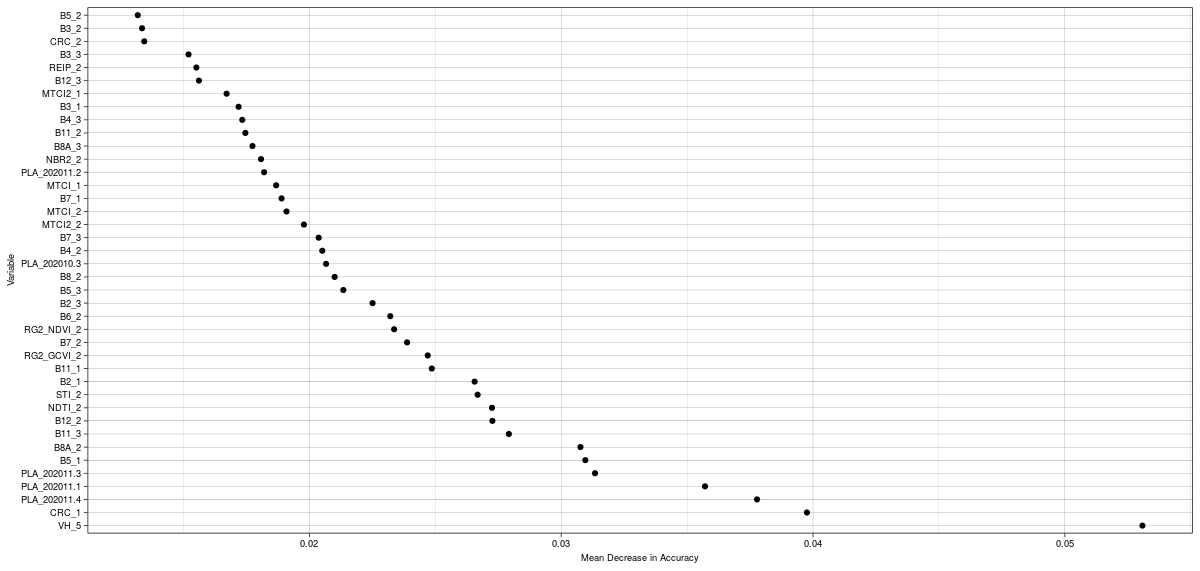 B5_2
B3_2
CRC_2
B3_3
REIP_2
B12_3
MTCI2_1
B3_1
B4_3
B11_2
B8A_3
NBR2_2
PLA_202011.2
MTCI_1
B7_1
MTCI_2
MTCI2_2
B7_3
B4_2
PLA_202010.3
B8_2
B5_3
B2_3
B6_2
RG2_NDVI_2
B7_2
RG2_GCVI_2
B11_1
B2_1
STI_2
NDTI_2
B12_2
B11_3
B8A_2
B5_1
PLA_202011.3
PLA_202011.1
PLA_202011.4
CRC_1
VH_5
Variable
0.02 0.03 0.04 0.05
Mean Decrease in Accuracy